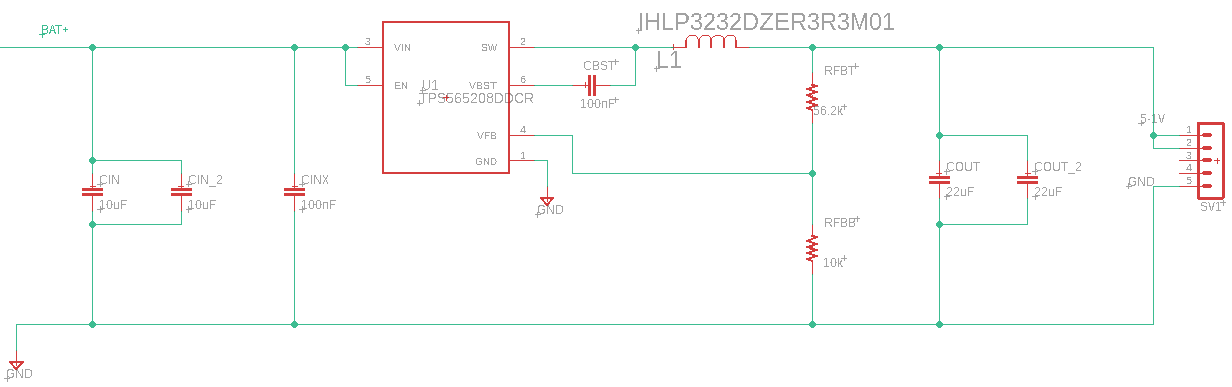 BAT+
IHLP3232DZER3R3M01
L1
3 VIN
SW 2
5 EN
VBST 6
U1
TPS565208DDCR
VFB 4
GND 1
CBST
100nF
RFBT
56.2k
5-1V
CIN
10uF
CIN_2
10uF
CINX
100nF
GND
RFBB
10k
COUT
22uF
COUT_2
22uF
1
2
3
4
5
GND
SV1
GND